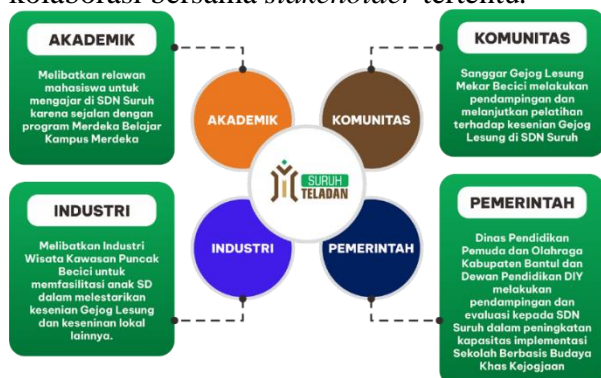 kolaborasi bersama stakeholder tertentu.
AKADEMIK
Melibatkan relawan
mahasiswa untuk
mengajar di SDN Suruh
karena sejalan dengan
program Merdeka Belajar
Kampus Merdeka
INDUSTRI
Melibatkan Industri
Wisata Kawasan Puncak
Becici untuk
memfasilitasi anak SD
dalam melestarikan
kesenian Gejog Lesung
dan keseninan lokal
lainnya.
AKADEMIK
KOMUNITAS
SURUH
TELADAN
INDUSTRI
PEMERINTAH
KOMUNITAS
Sanggar Gejog Lesung
Mekar Becici melakukan
pendampingan dan
melanjutkan pelatihan
terhadap kesenian Gejog
Lesung di SDN Suruh
PEMERINTAH
Dinas Pendidikan
Pemuda dan Olahraga
Kabupaten Bantul dan
Dewan Pendidikan DIY
melakukan
pendampingan dan
evaluasi kepada SDN
Suruh dalam peningkatan
kapasitas implementasi
Sekolah Berbasis Budaya
Khas Kejogjaan